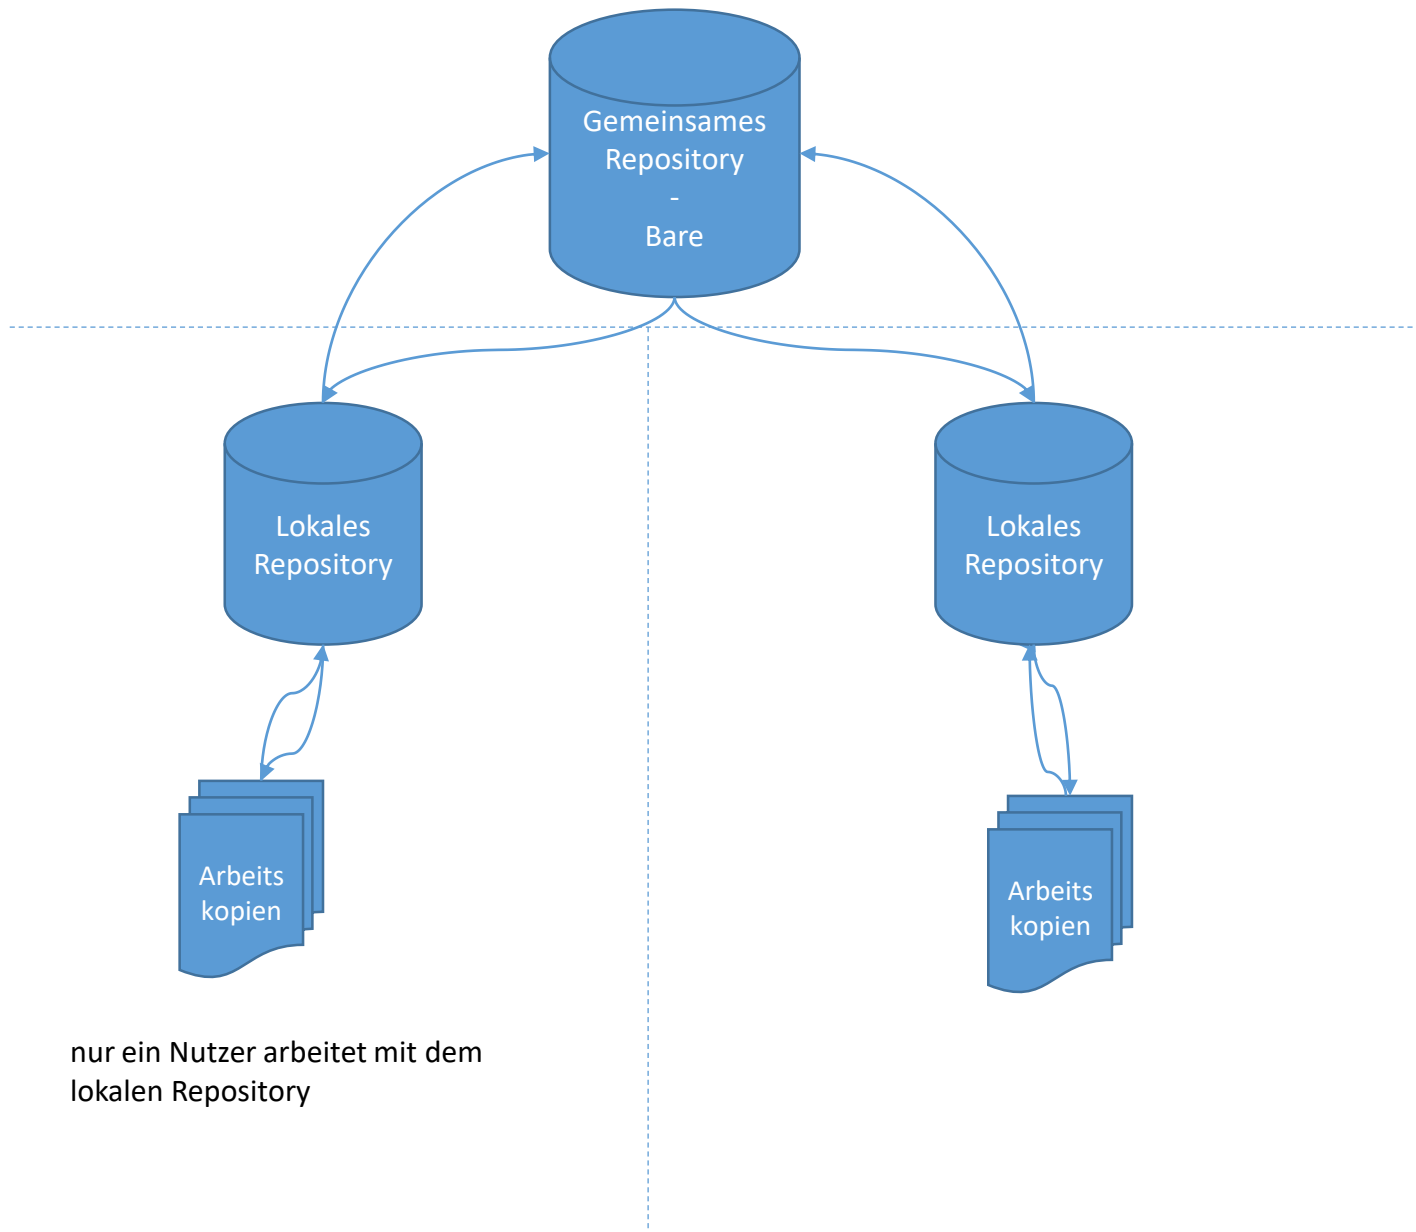 Gemeinsames
Repository
-
Bare
Lokales
Repository
Lokales
Repository
Arbeits
kopien
Arbeits
kopien
nur ein Nutzer arbeitet mit dem
lokalen Repository